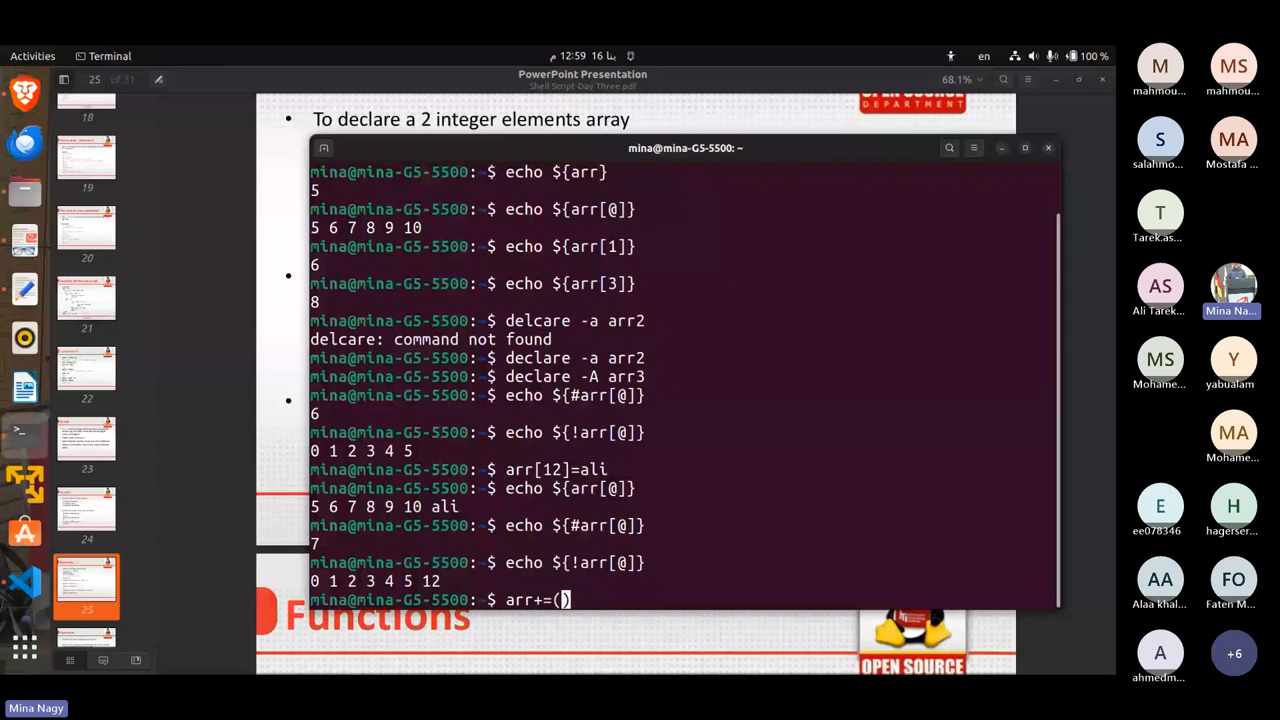 Activities
Terminal
12:59 16 ينا م
en
100 %
25 of 31
PowerPoint Presentation
Shell Script-Day Three.pdf
68.1%
18
19
20
21
22
23
24
25
OPEN SOURCE
DEPARTMENT
• To declare a 2 integer elements array
mina@mina-G5-5500: ~
mina@mina-G5-5500:~$ echo ${arr}
5
mina@mina-G5-5500:~$ echo ${arr[@]}
5 6 7 8 9 10
mina@mina-G5-5500:~$ echo ${arr[1]}
6
mina@mina-G5-5500:~$ echo ${arr[3]}
8
mina@mina-G5-5500:~$ delcare -a arr2
delcare: command not found
mina@mina-G5-5500:~$ declare -a arr2
mina@mina-G5-5500:~$ declare -A arr3
mina@mina-G5-5500:~$ echo ${#arr[@]}
6
mina@mina-G5-5500:~$ echo ${!arr[@]}
0 1 2 3 4 5
mina@mina-G5-5500:~$ arr[12]=ali
mina@mina-G5-5500:~$ echo ${arr[@]}
5 6 7 8 9 10 ali
mina@mina-G5-5500:~$ echo ${#arr[@]}
7
mina@mina-G5-5500:~$ echo ${!arr[@]}
0 1 2 3 4 5 12
mina@mina-G5-5500:~$ arr+=()
Functions
OPEN SOURCE
M
mahmou...
MS
mahmou...
S
salahmo...
MA
Mostafa ...
T
Tarek.as...
AS
Ali Tarek...
Mina Na...
MS
Mohame...
Y
yabualam
MA
Mohame...
E
ee078346
H
hagerser...
AA
Alaa khal...
FO
Faten M...
A
ahmedm...
+6
Mina Nagy